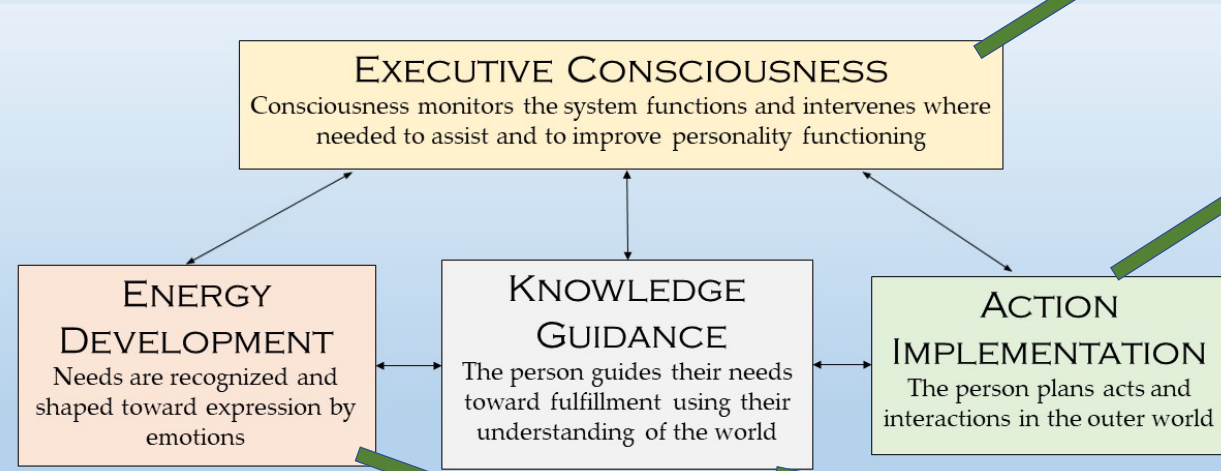 EXECUTIVE CONSCIOUSNESS
Consciousness monitors the system functions and intervenes where
needed to assist and to improve personality functioning
ENERGY
DEVELOPMENT
Needs are recognized and
shaped toward expression by
emotions
KNOWLEDGE
GUIDANCE
The person guides their needs
toward fulfillment using their
understanding of the world
ACTION
IMPLEMENTATION
The person plans acts and
interactions in the outer world